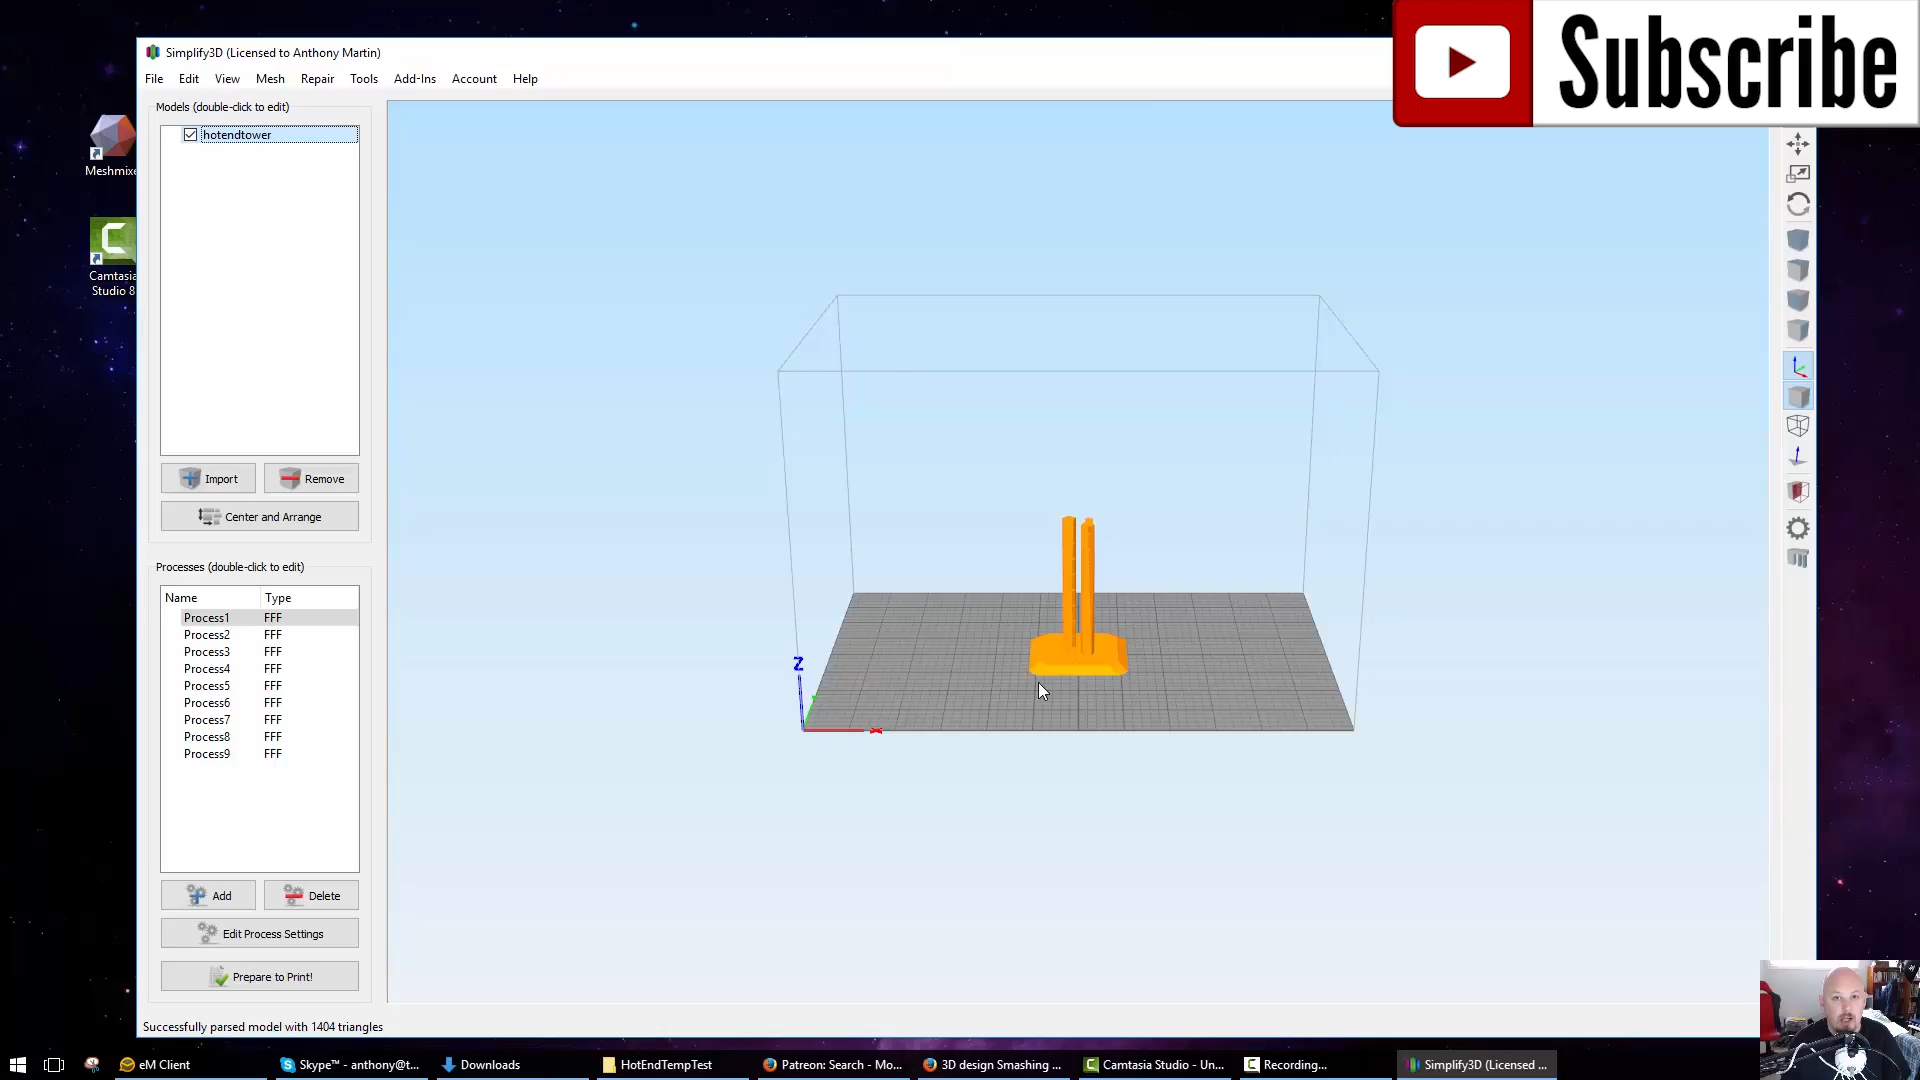 Subscribe
Simplify3D (Licensed to Anthony Martin)
File Edit View Mesh Repair Tools Add-Ins Account Help
Models (double-click to edit)
hotendtower
Meshmixe
Camtasia
Studio 8
Import Remove
Center and Arrange
Processes (double-click to edit)
Name Type
Process1 FFF
Process2 FFF
Process3 FFF
Process4 FFF
Process5 FFF
Process6 FFF
Process7 FFF
Process8 FFF
Process9 FFF
Z
Add Delete
Edit Process Settings
Prepare to Print!
Successfully parsed model with 1404 triangles
eM Client Skype™ - anthony@t... Downloads HotEndTempTest Patreon: Search - Mo... 3D design Smashing ... Camtasia Studio - Un... Recording... Simplify3D (Licensed ...